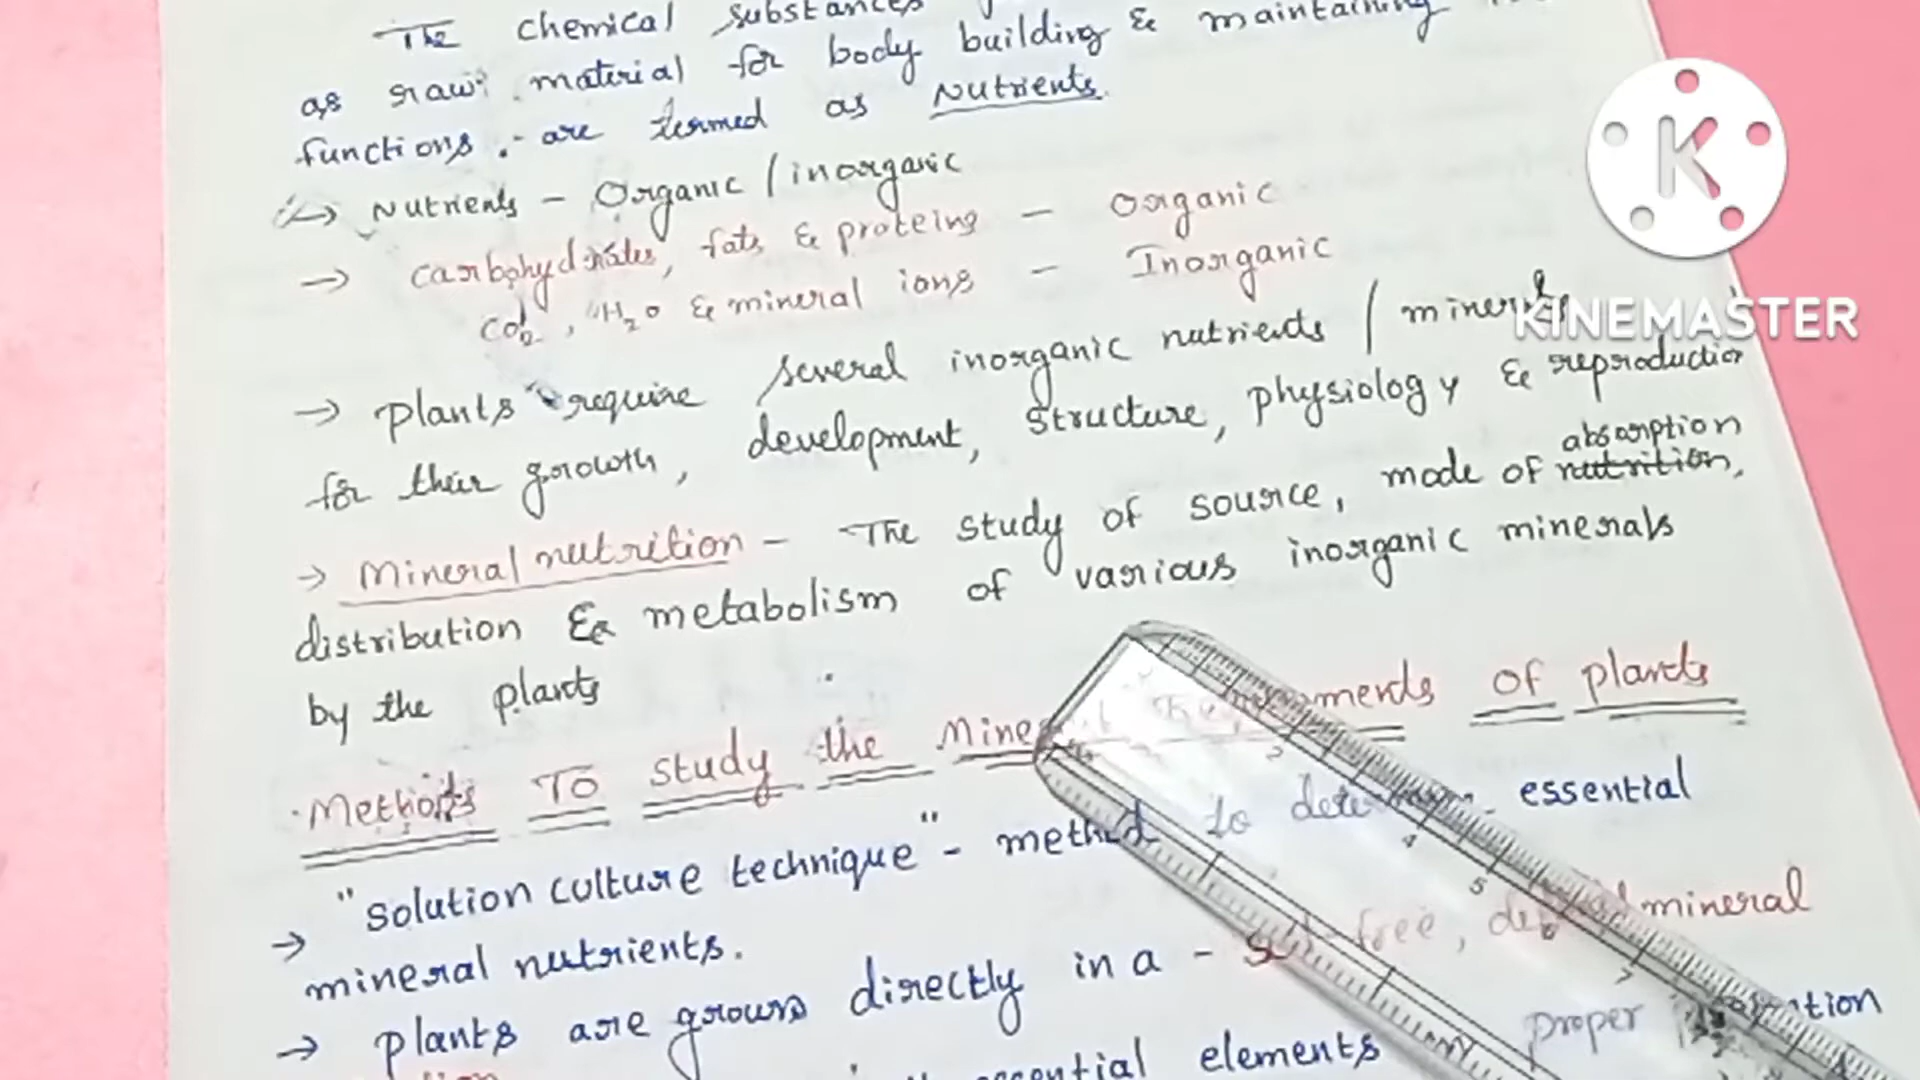 The chemical substances
as raw material for body building & maintaining
functions. are termed as Nutrients.
→ Nutrients - Organic / inorganic
→ carbohydrates, fats & proteins - Organic
CO2, H2O & mineral ions - Inorganic
→ plants require several inorganic nutrients / minerals
for their growth, development, structure, physiology & reproduction
absorption
→ Mineral nutrition - The study of source, mode of nutrition,
distribution & metabolism of various inorganic minerals
by the plants
Methods To study the of plants
→ "solution culture technique" - method to essential
mineral nutrients.
→ plants are grown directly in a - free, mineral
essential elements proper
K
KINEMASTER